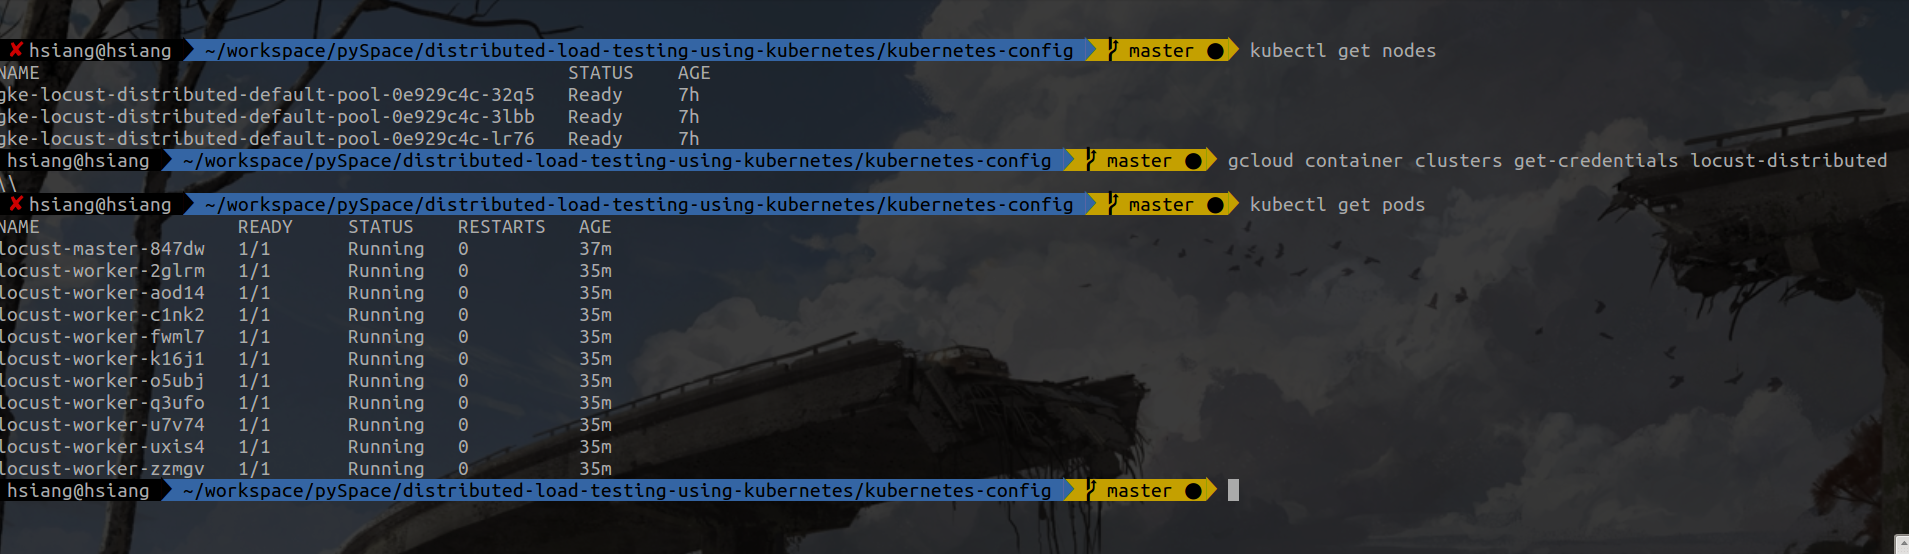 ✘ hsiang@hsiang ~/workspace/pySpace/distributed-load-testing-using-kubernetes/kubernetes-config master ● kubectl get nodes
NAME STATUS AGE
gke-locust-distributed-default-pool-0e929c4c-32q5 Ready 7h
gke-locust-distributed-default-pool-0e929c4c-3lbb Ready 7h
gke-locust-distributed-default-pool-0e929c4c-lr76 Ready 7h
hsiang@hsiang ~/workspace/pySpace/distributed-load-testing-using-kubernetes/kubernetes-config master ● gcloud container clusters get-credentials locust-distributed
\\
✘ hsiang@hsiang ~/workspace/pySpace/distributed-load-testing-using-kubernetes/kubernetes-config master ● kubectl get pods
NAME READY STATUS RESTARTS AGE
locust-master-847dw 1/1 Running 0 37m
locust-worker-2glrm 1/1 Running 0 35m
locust-worker-aod14 1/1 Running 0 35m
locust-worker-c1nk2 1/1 Running 0 35m
locust-worker-fwml7 1/1 Running 0 35m
locust-worker-k16j1 1/1 Running 0 35m
locust-worker-o5ubj 1/1 Running 0 35m
locust-worker-q3ufo 1/1 Running 0 35m
locust-worker-u7v74 1/1 Running 0 35m
locust-worker-uxis4 1/1 Running 0 35m
locust-worker-zzmgv 1/1 Running 0 35m
hsiang@hsiang ~/workspace/pySpace/distributed-load-testing-using-kubernetes/kubernetes-config master ●